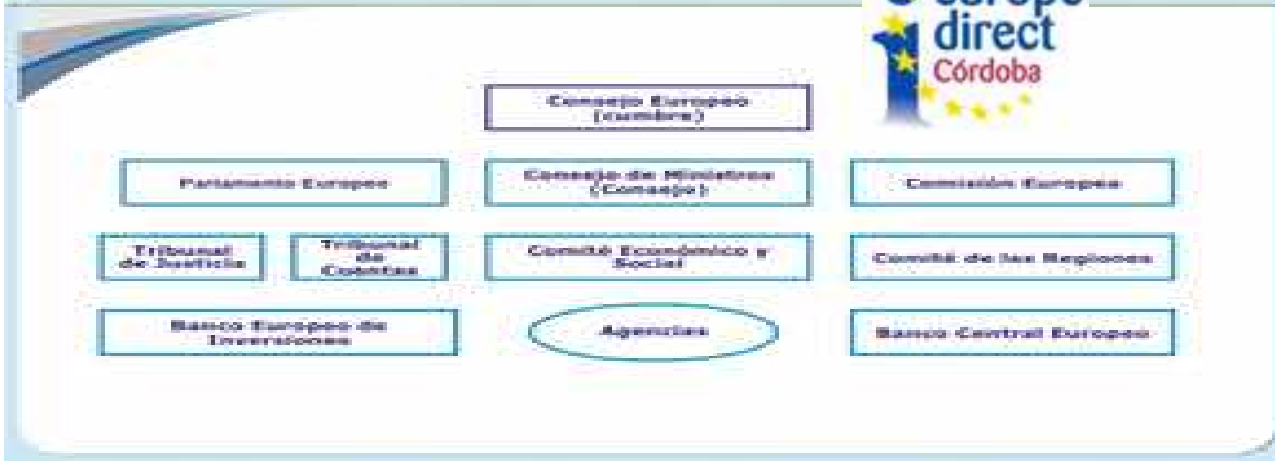 europe
direct
Córdoba
Consejo Europeo
(cumbre)
Parlamento Europeo
Consejo de Ministros
(Consejo)
Comisión Europea
Tribunal
de Justicia
Tribunal
de
Cuentas
Comité Económico y
Social
Comité de las Regiones
Banco Europeo de
Inversiones
Agencias
Banco Central Europeo